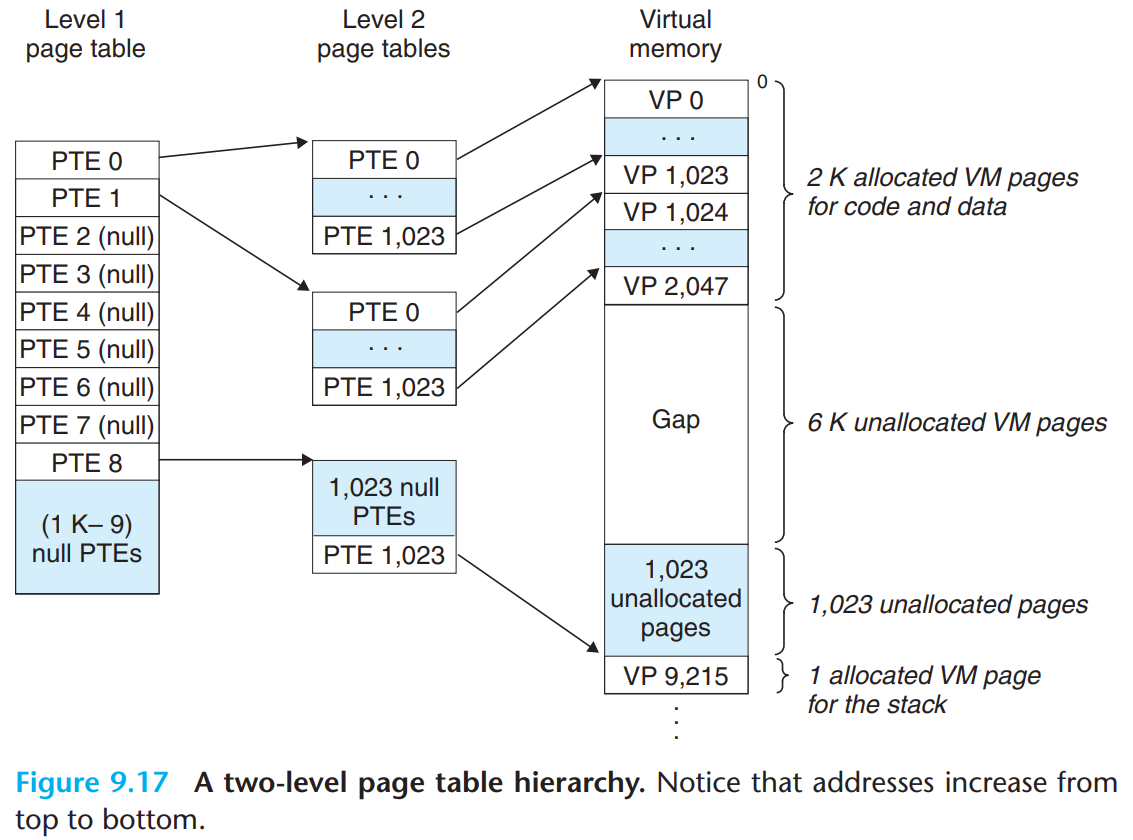 Level 1
page table
Level 2
page tables
Virtual
memory
PTE 0
PTE 1
PTE 2 (null)
PTE 3 (null)
PTE 4 (null)
PTE 5 (null)
PTE 6 (null)
PTE 7 (null)
PTE 8
(1 K– 9)
null PTEs
PTE 0
. . .
PTE 1,023
PTE 0
. . .
PTE 1,023
1,023 null
PTEs
PTE 1,023
0
VP 0
. . .
VP 1,023
VP 1,024
. . .
VP 2,047
Gap
1,023
unallocated
pages
VP 9,215
.
.
.
2 K allocated VM pages
for code and data
6 K unallocated VM pages
1,023 unallocated pages
1 allocated VM page
for the stack
Figure 9.17 A two-level page table hierarchy. Notice that addresses increase from
top to bottom.